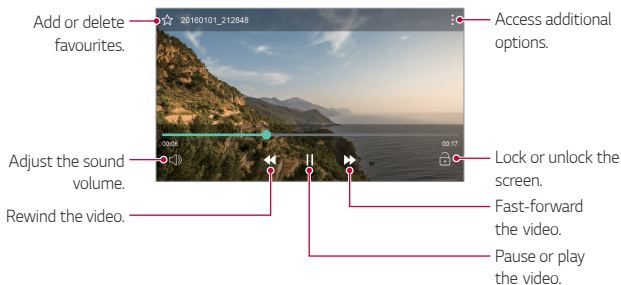 Add or delete
favourites.
20160101_212848
Access additional
options.
00:06
00:17
Adjust the sound
volume.
Lock or unlock the
screen.
Rewind the video.
Fast-forward
the video.
Pause or play
the video.